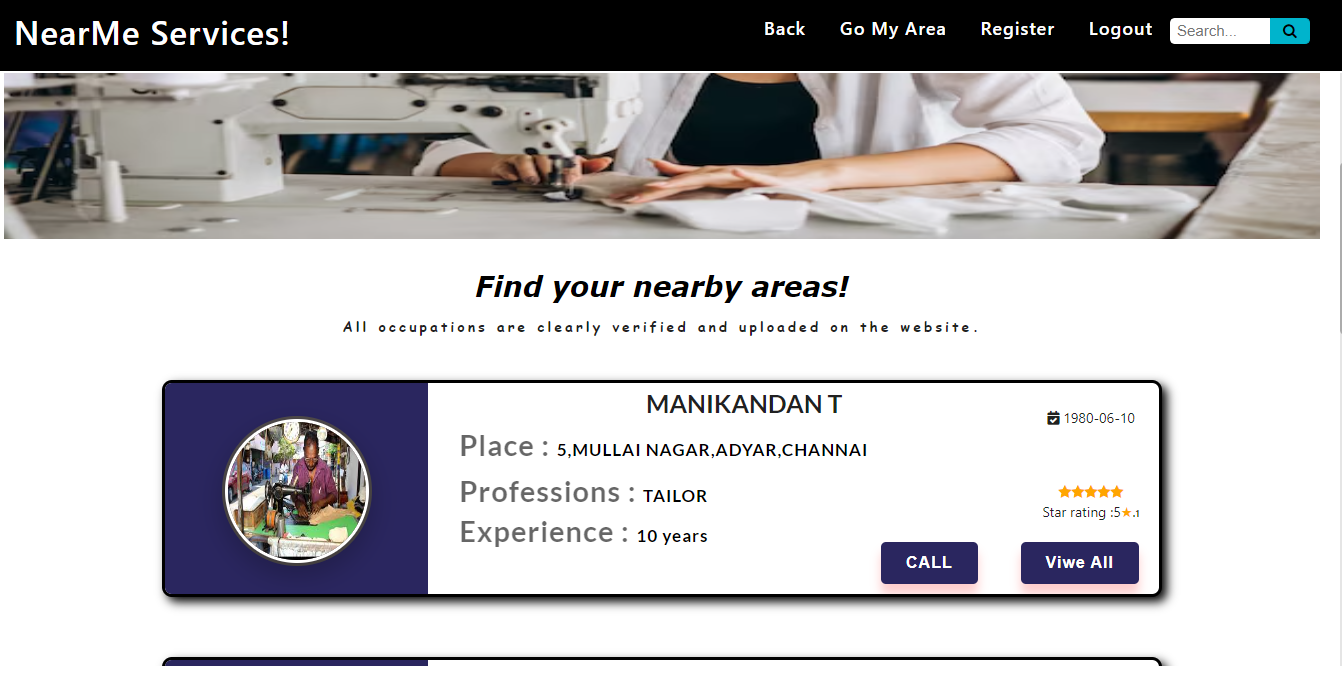 NearMe Services!
Back Go My Area Register Logout Search...
Find your nearby areas!
All occupations are clearly verified and uploaded on the website.
MANIKANDAN T
1980-06-10
Place : 5,MULLAI NAGAR,ADYAR,CHANNAI
Professions : TAILOR
Star rating :5★.1
Experience : 10 years
CALL Viwe All